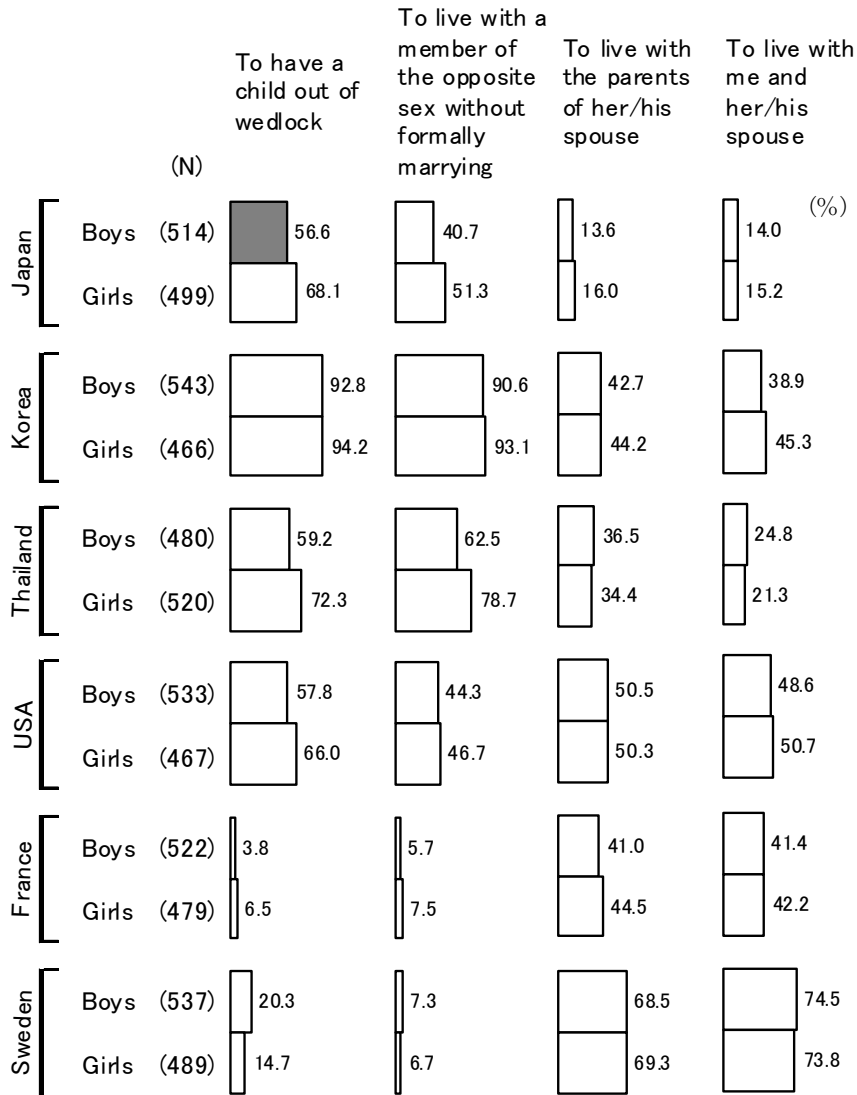 To have a
child out of
wedlock
To live with a
member of
the opposite
sex without
formally
marrying
To live with
the parents
of her/his
spouse
To live with
me and
her/his
spouse
(N)
(%)
Japan
Boys (514) 56.6 40.7 13.6 14.0
Girls (499) 68.1 51.3 16.0 15.2
Korea
Boys (543) 92.8 90.6 42.7 38.9
Girls (466) 94.2 93.1 44.2 45.3
Thailand
Boys (480) 59.2 62.5 36.5 24.8
Girls (520) 72.3 78.7 34.4 21.3
USA
Boys (533) 57.8 44.3 50.5 48.6
Girls (467) 66.0 46.7 50.3 50.7
France
Boys (522) 3.8 5.7 41.0 41.4
Girls (479) 6.5 7.5 44.5 42.2
Sweden
Boys (537) 20.3 7.3 68.5 74.5
Girls (489) 14.7 6.7 69.3 73.8